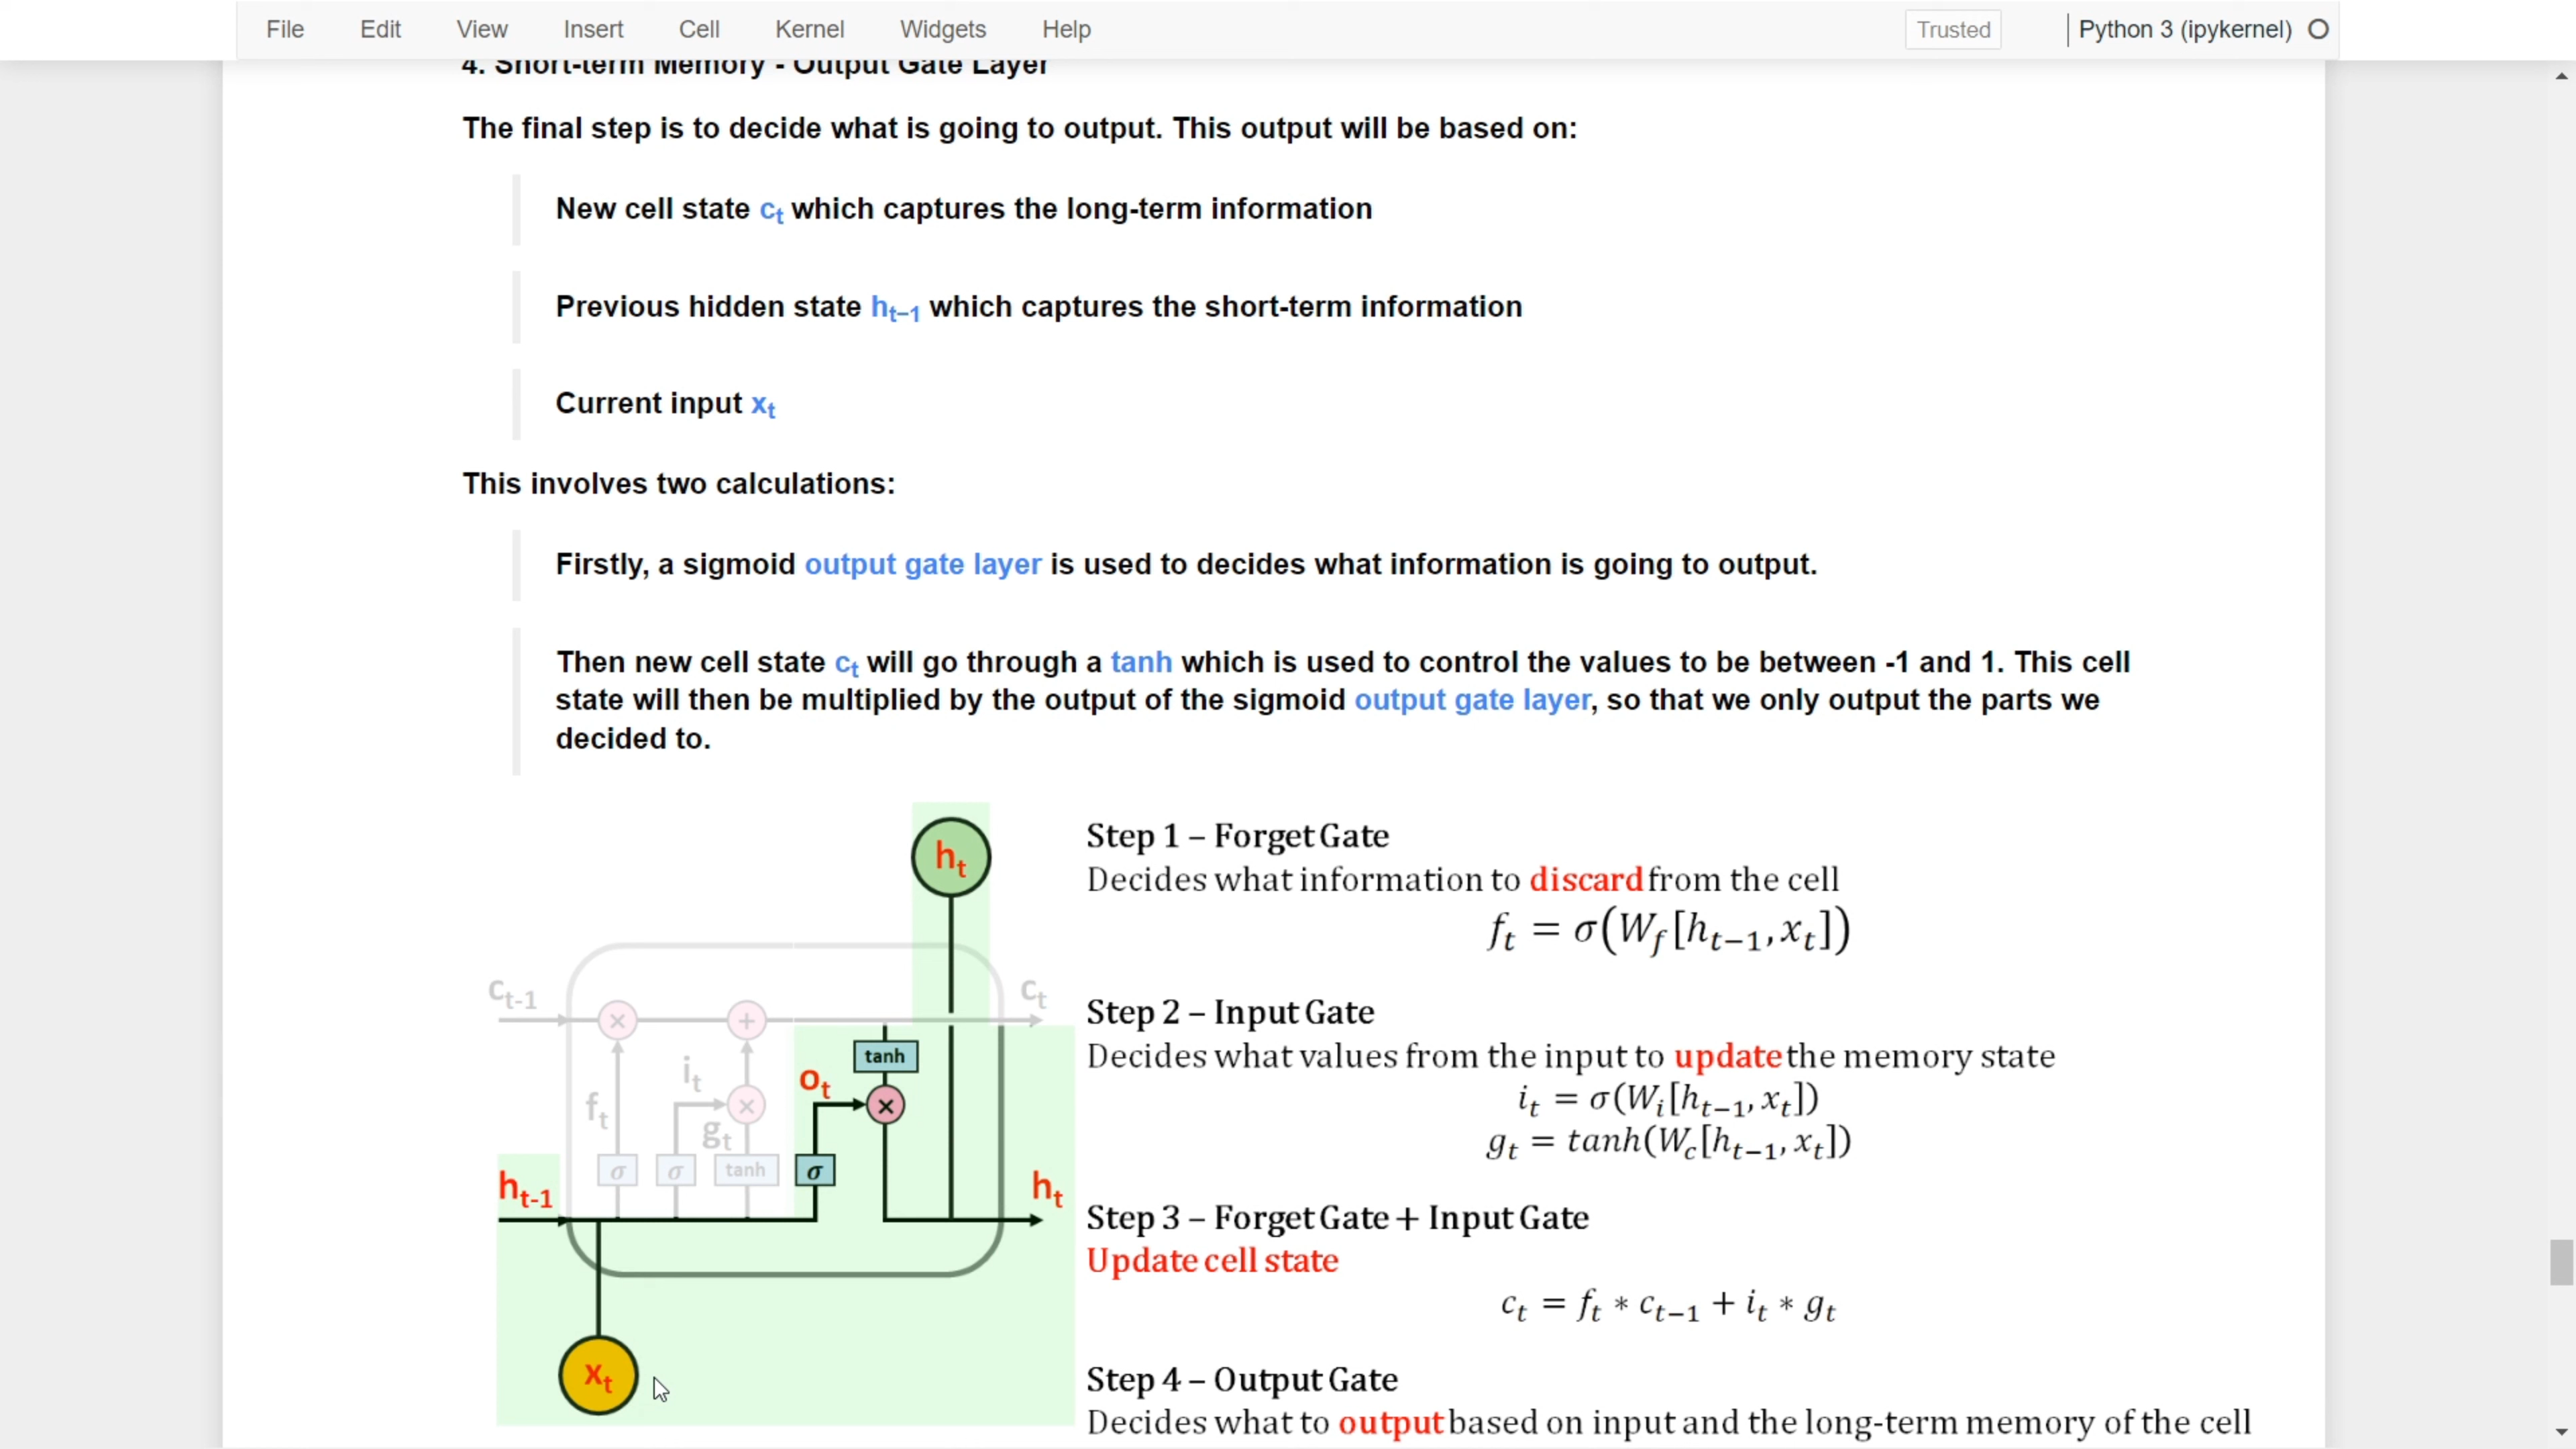 File Edit View Insert Cell Kernel Widgets Help Trusted Python 3 (ipykernel)
4. Short-term Memory - Output Gate Layer
The final step is to decide what is going to output. This output will be based on:
New cell state cₜ which captures the long-term information
Previous hidden state hₜ₋₁ which captures the short-term information
Current input xₜ
This involves two calculations:
Firstly, a sigmoid output gate layer is used to decides what information is going to output.
Then new cell state cₜ will go through a tanh which is used to control the values to be between -1 and 1. This cell
state will then be multiplied by the output of the sigmoid output gate layer, so that we only output the parts we
decided to.
hₜ
cₜ₋₁ × + cₜ
tanh
iₜ oₜ
fₜ × ×
gₜ
σ σ tanh σ
hₜ₋₁ hₜ
xₜ
Step 1 – Forget Gate
Decides what information to discard from the cell
fₜ = σ(W_f[hₜ₋₁, xₜ])
Step 2 – Input Gate
Decides what values from the input to update the memory state
iₜ = σ(Wᵢ[hₜ₋₁, xₜ])
gₜ = tanh(W_c[hₜ₋₁, xₜ])
Step 3 – Forget Gate + Input Gate
Update cell state
cₜ = fₜ * cₜ₋₁ + iₜ * gₜ
Step 4 – Output Gate
Decides what to output based on input and the long-term memory of the cell